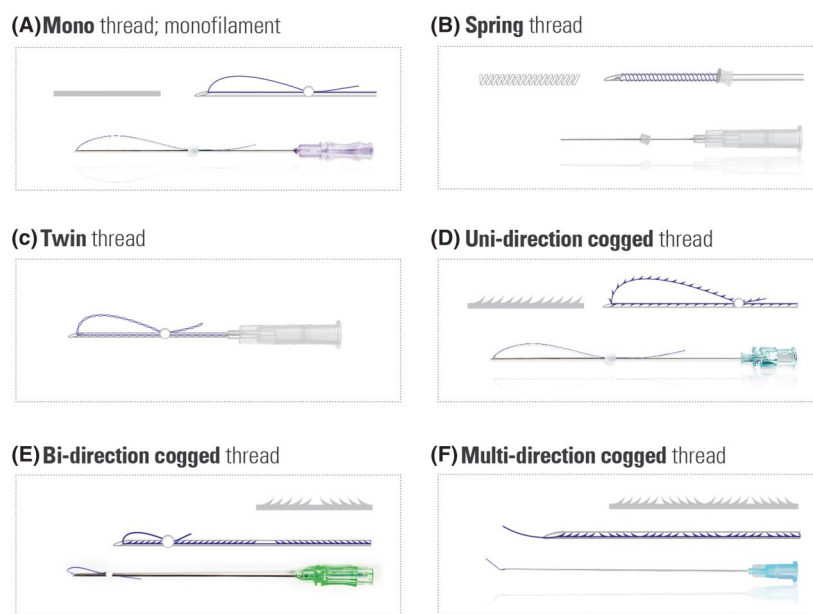 (A) Mono thread; monofilament
(B) Spring thread
(c) Twin thread
(D) Uni-direction cogged thread
(E) Bi-direction cogged thread
(F) Multi-direction cogged thread